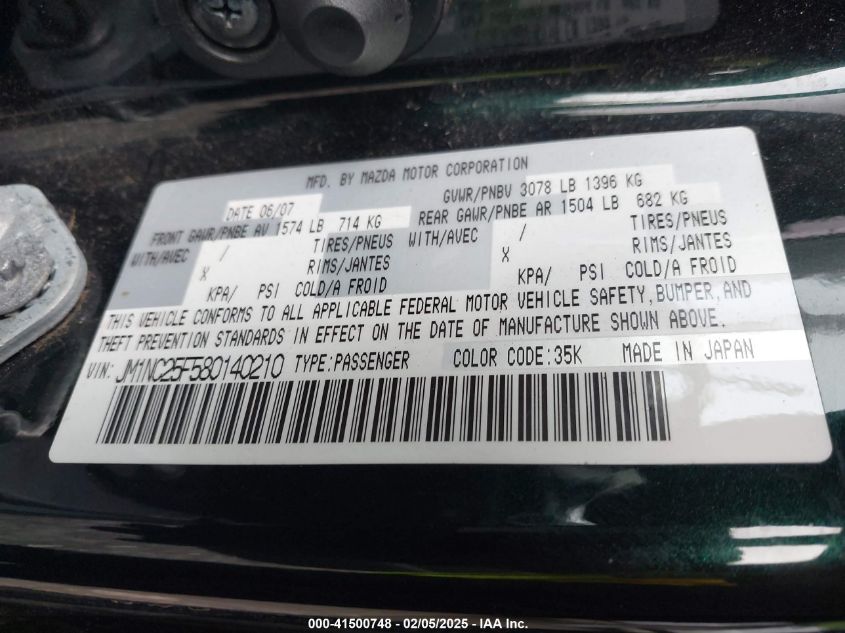 MFD. BY MAZDA MOTOR CORPORATION
DATE 06/07 GVWR/PNBV 3078 LB 1396 KG
FRONT GAWR/PNBE AV 1574 LB 714 KG REAR GAWR/PNBE AR 1504 LB 682 KG
WITH/AVEC / TIRES/PNEUS WITH/AVEC / TIRES/PNEUS
X RIMS/JANTES X RIMS/JANTES
KPA/ PSI COLD/A FROID KPA/ PSI COLD/A FROID
THIS VEHICLE CONFORMS TO ALL APPLICABLE FEDERAL MOTOR VEHICLE SAFETY, BUMPER, AND
THEFT PREVENTION STANDARDS IN EFFECT ON THE DATE OF MANUFACTURE SHOWN ABOVE.
VIN: JM1NC25F580140210 TYPE:PASSENGER COLOR CODE:35K MADE IN JAPAN
000-41500748 - 02/05/2025 - IAA Inc.